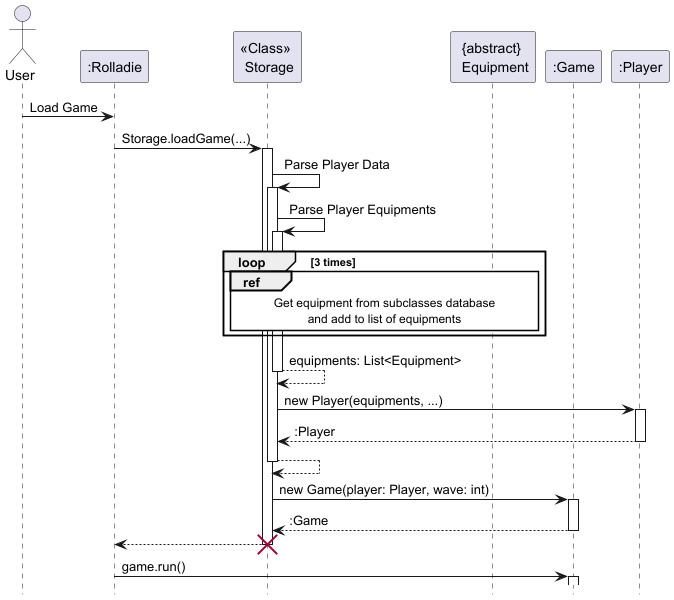 User
:Rolladie
«Class»
Storage
{abstract}
Equipment
:Game
:Player
Load Game
Storage.loadGame(...)
Parse Player Data
Parse Player Equipments
loop [3 times]
ref
Get equipment from subclasses database
and add to list of equipments
equipments: List<Equipment>
new Player(equipments, ...)
:Player
new Game(player: Player, wave: int)
:Game
game.run()